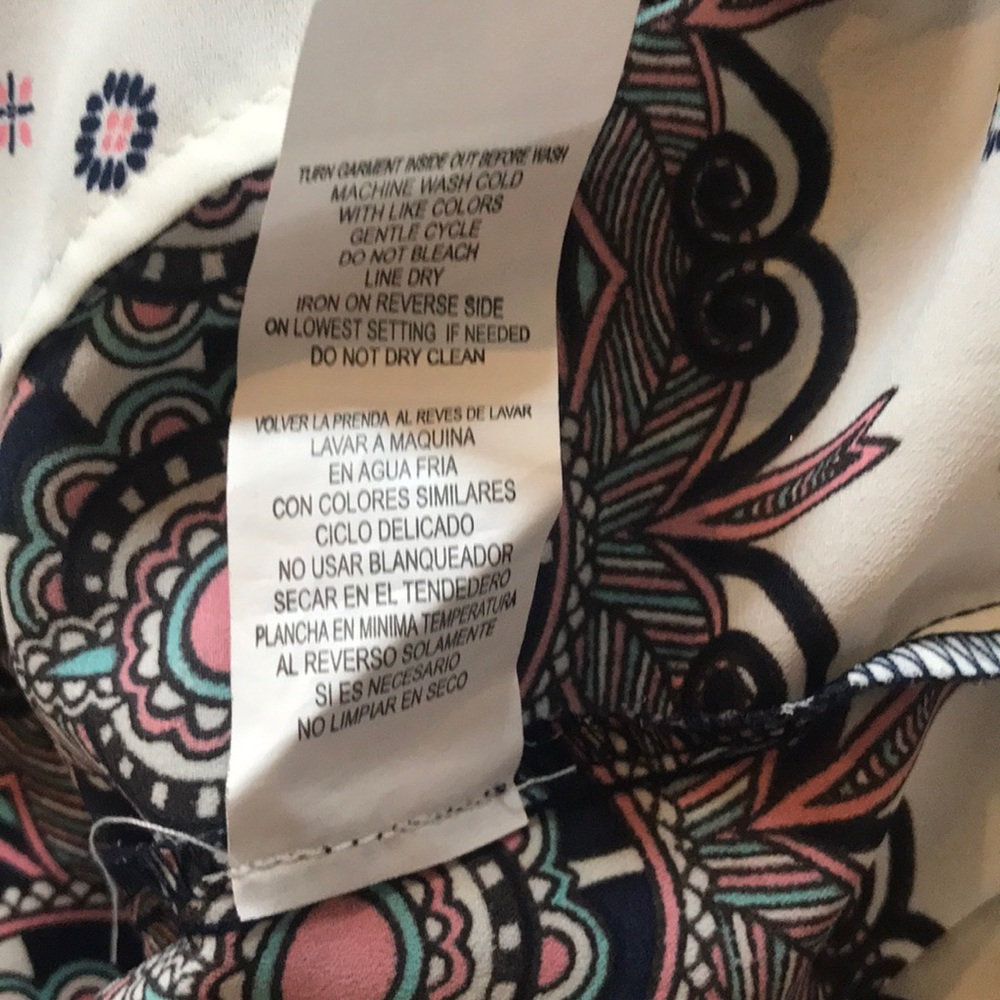 TURN GARMENT INSIDE OUT BEFORE WASH
MACHINE WASH COLD
WITH LIKE COLORS
GENTLE CYCLE
DO NOT BLEACH
LINE DRY
IRON ON REVERSE SIDE
ON LOWEST SETTING IF NEEDED
DO NOT DRY CLEAN
VOLVER LA PRENDA AL REVES DE LAVAR
LAVAR A MAQUINA
EN AGUA FRIA
CON COLORES SIMILARES
CICLO DELICADO
NO USAR BLANQUEADOR
SECAR EN EL TENDEDERO
PLANCHA EN MINIMA TEMPERATURA
AL REVERSO SOLAMENTE
SI ES NECESARIO
NO LIMPIAR EN SECO